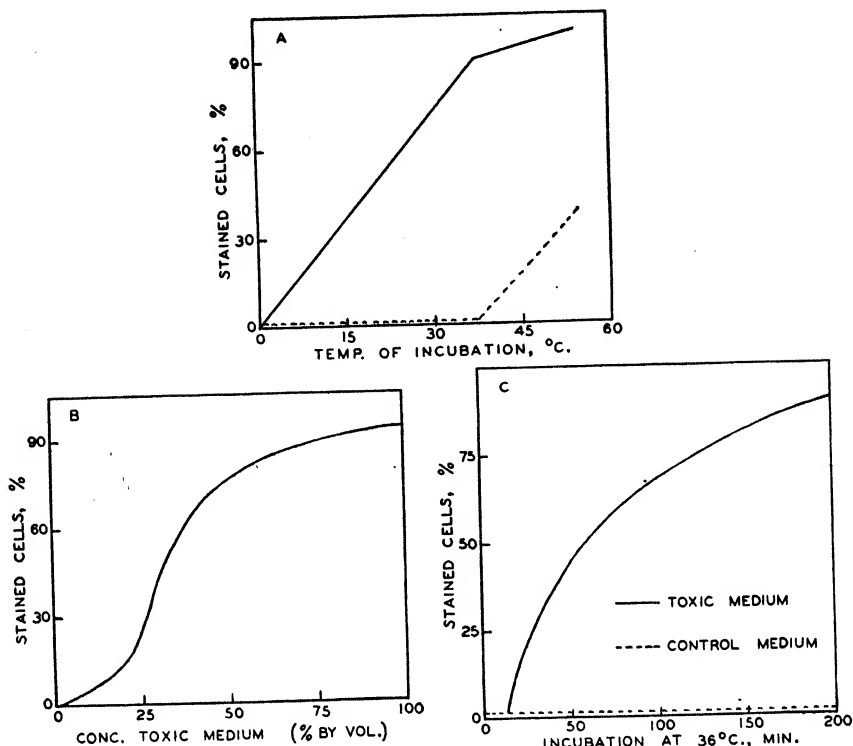 A
STAINED CELLS, %
90
60
30
0
0 15 30 45 60
TEMP. OF INCUBATION, °C.
B
STAINED CELLS, %
90
60
30
0
0 25 50 75 100
CONC. TOXIC MEDIUM (% BY VOL.)
C
STAINED CELLS, %
75
50
25
0
TOXIC MEDIUM
CONTROL MEDIUM
0 50 100 150 200
INCUBATION AT 36°C., MIN.